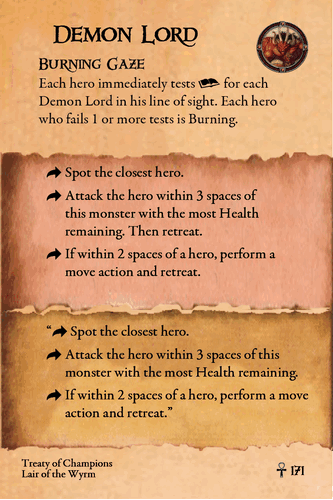 Demon Lord
Burning Gaze
Each hero immediately tests for each
Demon Lord in his line of sight. Each hero
who fails 1 or more tests is Burning.
Spot the closest hero.
Attack the hero within 3 spaces of
this monster with the most Health
remaining. Then retreat.
If within 2 spaces of a hero, perform a
move action and retreat.
“ Spot the closest hero.
Attack the hero within 3 spaces of this
monster with the most Health remaining.
If within 2 spaces of a hero, perform a move
action and retreat.”
Treaty of Champions
Lair of the Wyrm
171